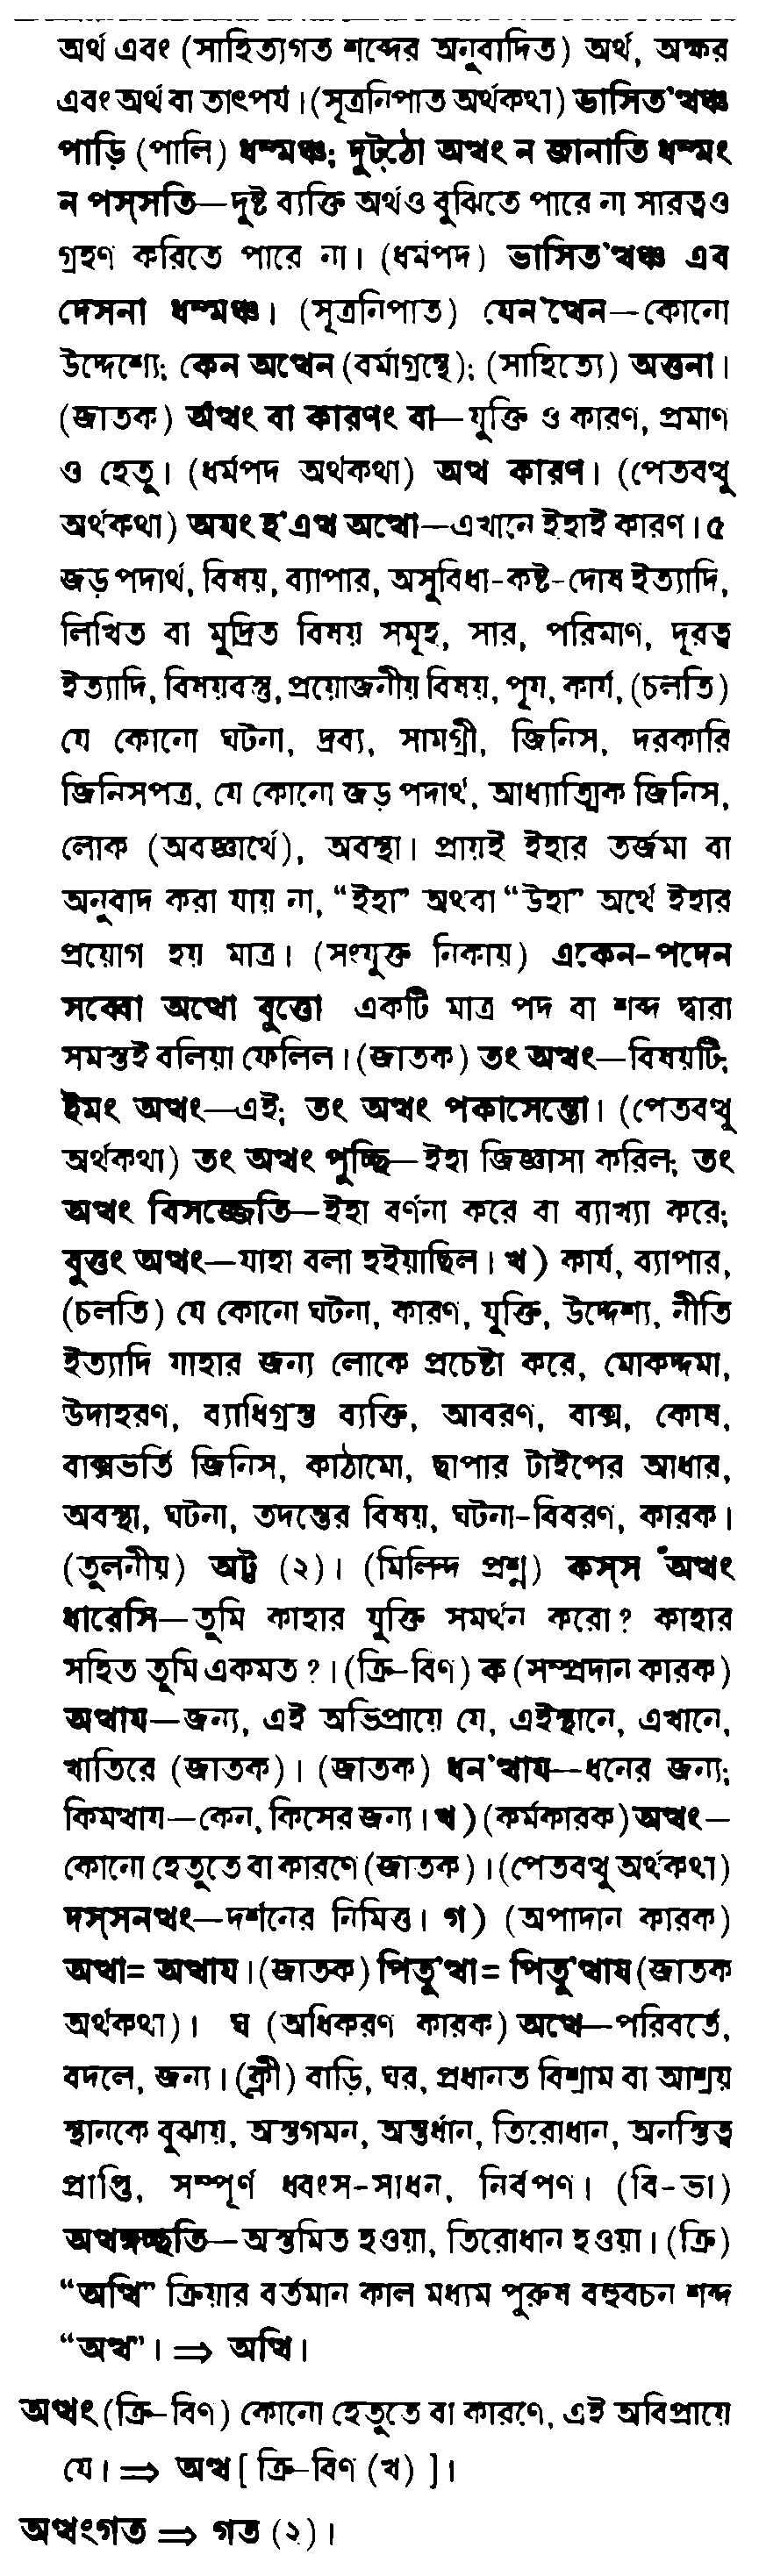 অর্থ এবং (সাহিত্যগত শব্দের অনুবাদিত) অর্থ, অক্ষর
এবং অর্থ বা তাৎপর্য। (সূত্রনিপাত অর্থকথা) ভাসিত'ত্থঞ্চ
পাড়ি (পালি) ধম্মঞ্চ; দুট্ঠো অত্থং ন জানাতি ধম্মং
ন পস্সতি—দুষ্ট ব্যক্তি অর্থও বুঝিতে পারে না সারত্বও
গ্রহণ করিতে পারে না। (ধর্মপদ) ভাসিত'ত্থঞ্চ এব
দেসনা ধম্মঞ্চ। (সূত্রনিপাত) যেন'ত্থেন—কোনো
উদ্দেশ্যে; কেন অত্থেন (বর্মাগ্রন্থে); (সাহিত্যে) অত্তনা।
(জাতক) অত্থং বা কারণং বা—যুক্তি ও কারণ, প্রমাণ
ও হেতু। (ধর্মপদ অর্থকথা) অত্থ কারণ। (পেতবত্থু
অর্থকথা) অযং হ'এত্থ অত্থো—এখানে ইহাই কারণ। ৫
জড় পদার্থ, বিষয়, ব্যাপার, অসুবিধা-কষ্ট-দোষ ইত্যাদি,
লিখিত বা মুদ্রিত বিষয় সমূহ, সার, পরিমাণ, দূরত্ব
ইত্যাদি, বিষয়বস্তু, প্রয়োজনীয় বিষয়, পূয, কার্য, (চলতি)
যে কোনো ঘটনা, দ্রব্য, সামগ্রী, জিনিস, দরকারি
জিনিসপত্র, যে কোনো জড় পদার্থ, আধ্যাত্মিক জিনিস,
লোক (অবজ্ঞার্থে), অবস্থা। প্রায়ই ইহার তর্জমা বা
অনুবাদ করা যায় না, “ইহা” অথবা “উহা” অর্থে ইহার
প্রয়োগ হয় মাত্র। (সংযুক্ত নিকায়) একেন-পদেন
সব্বো অত্থো বুত্তো একটি মাত্র পদ বা শব্দ দ্বারা
সমস্তই বলিয়া ফেলিল। (জাতক) তং অত্থং—বিষয়টি;
ইমং অত্থং—এই; তং অত্থং পকাসেন্তো। (পেতবত্থু
অর্থকথা) তং অত্থং পুচ্ছি—ইহা জিজ্ঞাসা করিল; তং
অত্থং বিসজ্জেতি—ইহা বর্ণনা করে বা ব্যাখ্যা করে;
বুত্তং অত্থং—যাহা বলা হইয়াছিল। খ) কার্য, ব্যাপার,
(চলতি) যে কোনো ঘটনা, কারণ, যুক্তি, উদ্দেশ্য, নীতি
ইত্যাদি যাহার জন্য লোকে প্রচেষ্টা করে, মোকদ্দমা,
উদাহরণ, ব্যাধিগ্রস্ত ব্যক্তি, আবরণ, বাক্স, কোষ,
বাক্সভর্তি জিনিস, কাঠামো, ছাপার টাইপের আধার,
অবস্থা, ঘটনা, তদন্তের বিষয়, ঘটনা-বিবরণ, কারক।
(তুলনীয়) অট্ট (২)। (মিলিন্দ প্রশ্ন) কস্স অত্থং
ধারেসি—তুমি কাহার যুক্তি সমর্থন করো? কাহার
সহিত তুমি একমত?। (ক্রি-বিণ) ক (সম্প্রদান কারক)
অত্থায—জন্য, এই অভিপ্রায়ে যে, এইস্থানে, এখানে,
খাতিরে (জাতক)। (জাতক) ধন'ত্থায—ধনের জন্য;
কিমত্থায—কেন, কিসের জন্য। খ) (কর্মকারক) অত্থং—
কোনো হেতুতে বা কারণে (জাতক)। (পেতবত্থু অর্থকথা)
দস্সনত্থং—দর্শনের নিমিত্ত। গ) (অপাদান কারক)
অত্থা= অত্থায। (জাতক) পিতু'ত্থা= পিতু'ত্থায (জাতক
অর্থকথা)। ঘ (অধিকরণ কারক) অত্থে—পরিবর্তে,
বদলে, জন্য। (ক্লী) বাড়ি, ঘর, প্রধানত বিশ্রাম বা আশ্রয়
স্থানকে বুঝায়, অস্তগমন, অন্তর্ধান, তিরোধান, অনস্তিত্ব
প্রাপ্তি, সম্পূর্ণ ধ্বংস-সাধন, নির্বপণ। (বি-ভা)
অত্থঙ্গচ্ছতি—অস্তমিত হওয়া, তিরোধান হওয়া। (ক্রি)
“অত্থি” ক্রিয়ার বর্তমান কাল মধ্যম পুরুষ বহুবচন শব্দ
“অত্থ”। ⇒ অত্থি।
অত্থং (ক্রি-বিণ) কোনো হেতুতে বা কারণে, এই অবিপ্রায়ে
যে। ⇒ অত্থ [ ক্রি-বিণ (খ) ]।
অত্থংগত ⇒ গত (২)।